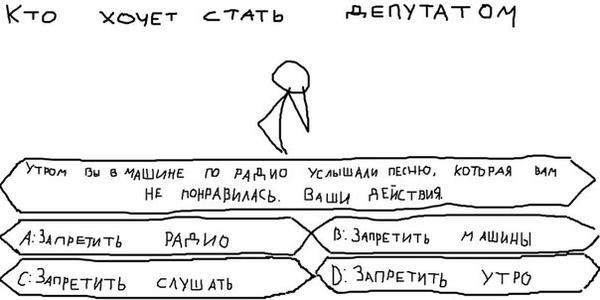 КТО ХОЧЕТ СТАТЬ ДЕПУТАТОМ
УТРОМ ВЫ В МАШИНЕ ПО РАДИО УСЛЫШАЛИ ПЕСНЮ, КОТОРАЯ ВАМ
НЕ ПОНРАВИЛАСЬ. ВАШИ ДЕЙСТВИЯ.
A: ЗАПРЕТИТЬ РАДИО
B: ЗАПРЕТИТЬ МАШИНЫ
C: ЗАПРЕТИТЬ СЛУШАТЬ
D: ЗАПРЕТИТЬ УТРО